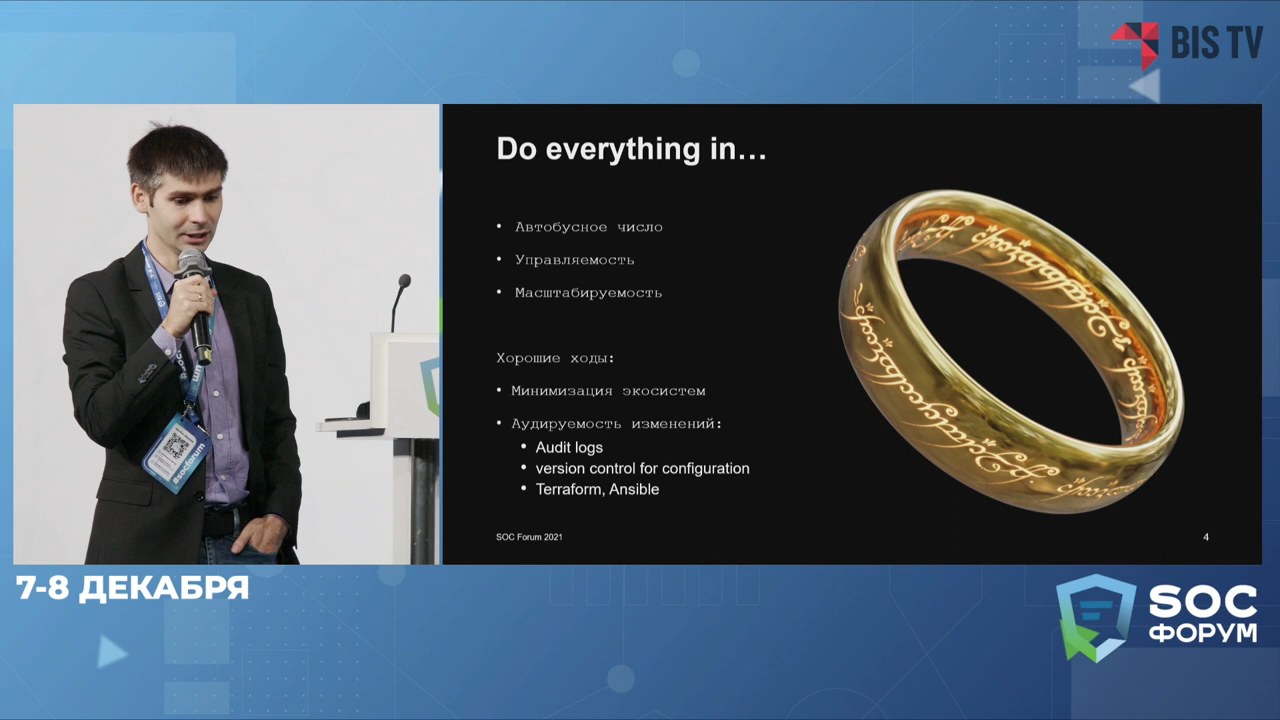 BIS TV
Do everything in…
• Автобусное число
• Управляемость
• Масштабируемость
Хорошие ходы:
• Минимизация экосистем
• Аудируемость изменений:
• Audit logs
• version control for configuration
• Terraform, Ansible
SOC Forum 2021
4
#socforum
7-8 ДЕКАБРЯ
SOC
ФОРУМ